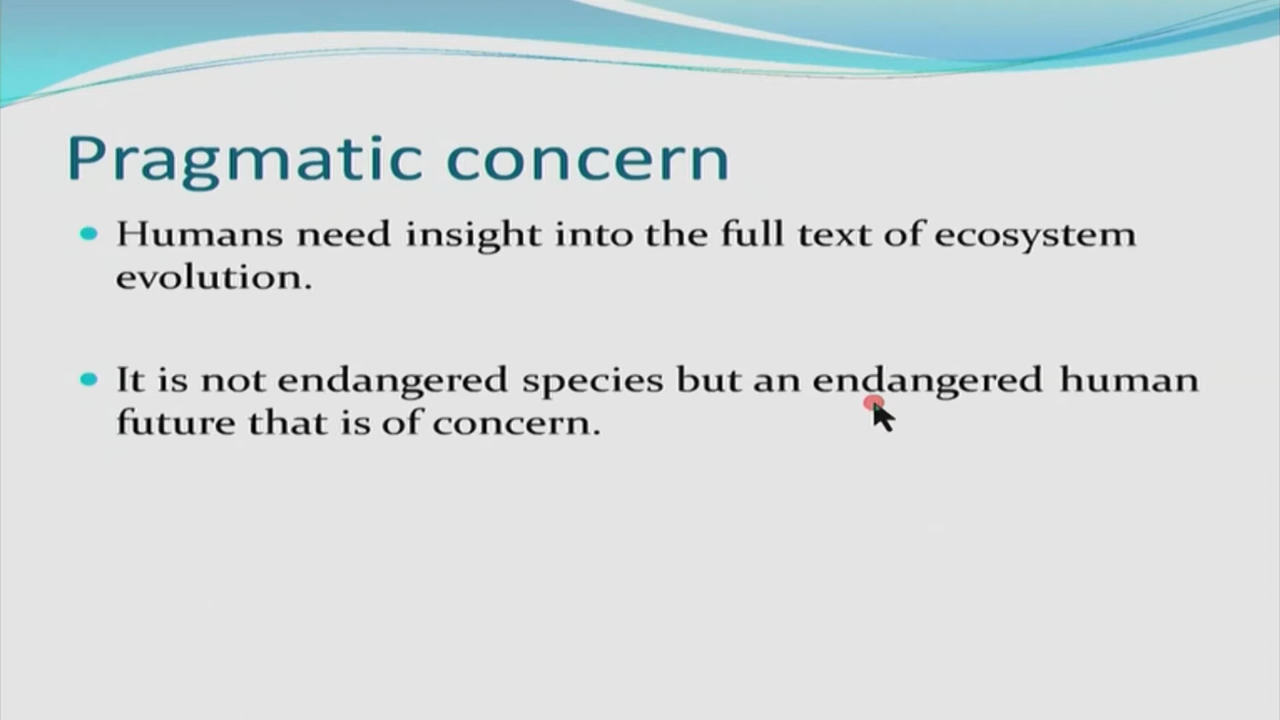 Pragmatic concern
Humans need insight into the full text of ecosystem
evolution.
It is not endangered species but an endangered human
future that is of concern.